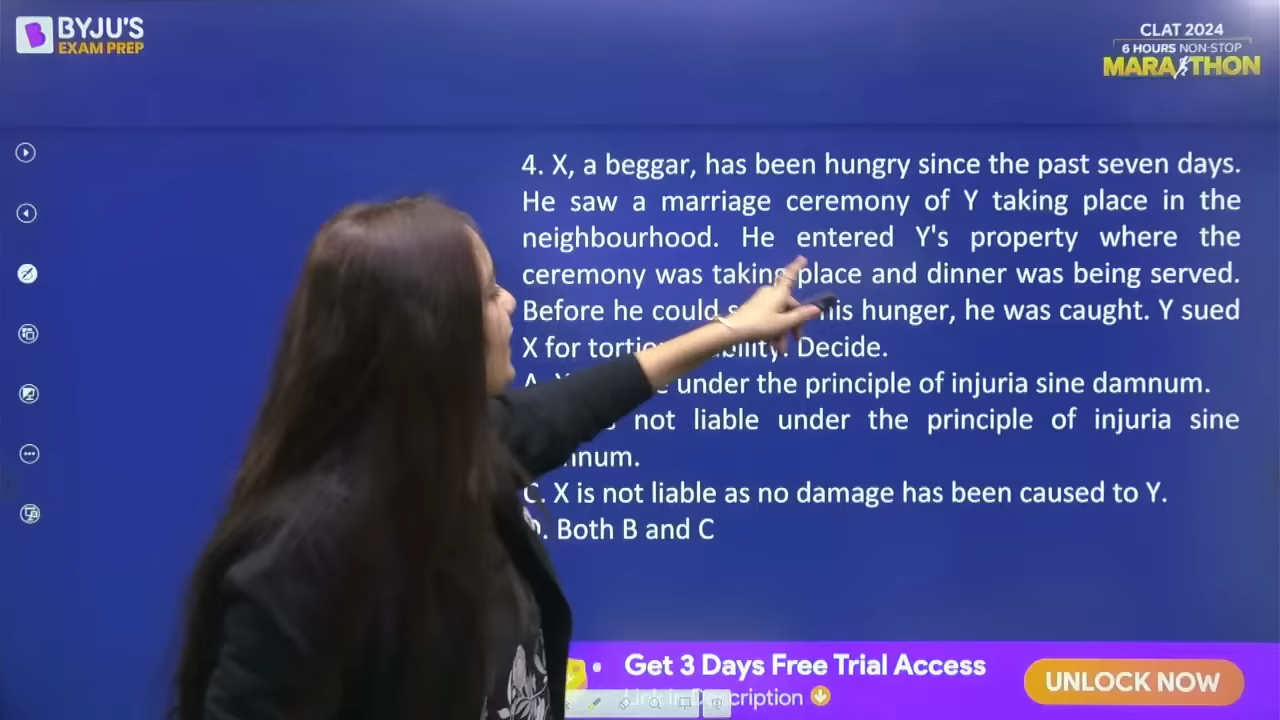 BYJU'S
EXAM PREP
CLAT 2024
6 HOURS NON-STOP
MARATHON
4. X, a beggar, has been hungry since the past seven days.
He saw a marriage ceremony of Y taking place in the
neighbourhood. He entered Y's property where the
ceremony was taking place and dinner was being served.
Before he could his hunger, he was caught. Y sued
X for Decide.
under the principle of injuria sine damnum.
not liable under the principle of injuria sine
C. X is not liable as no damage has been caused to Y.
D. Both B and C
Get 3 Days Free Trial Access
Link in Description
UNLOCK NOW